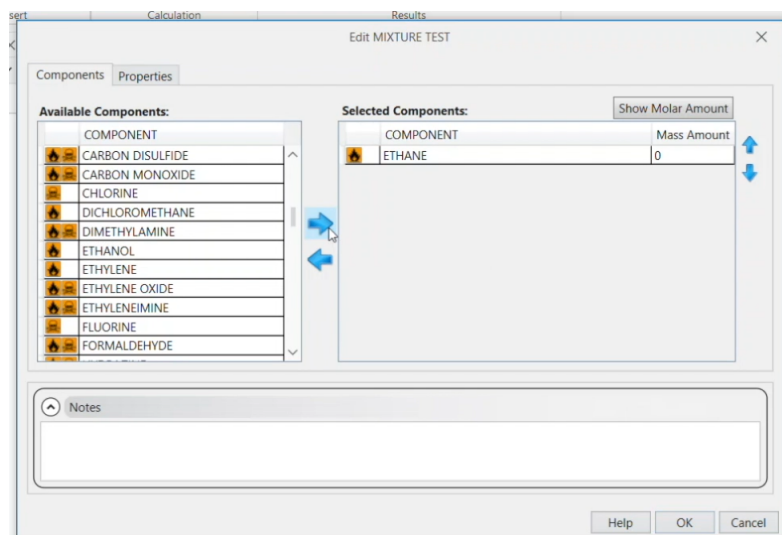 sert Calculation Results
Edit MIXTURE TEST
Components Properties
Available Components: Selected Components: Show Molar Amount
COMPONENT COMPONENT Mass Amount
CARBON DISULFIDE ETHANE 0
CARBON MONOXIDE
CHLORINE
DICHLOROMETHANE
DIMETHYLAMINE
ETHANOL
ETHYLENE
ETHYLENE OXIDE
ETHYLENEIMINE
FLUORINE
FORMALDEHYDE
Notes
Help OK Cancel